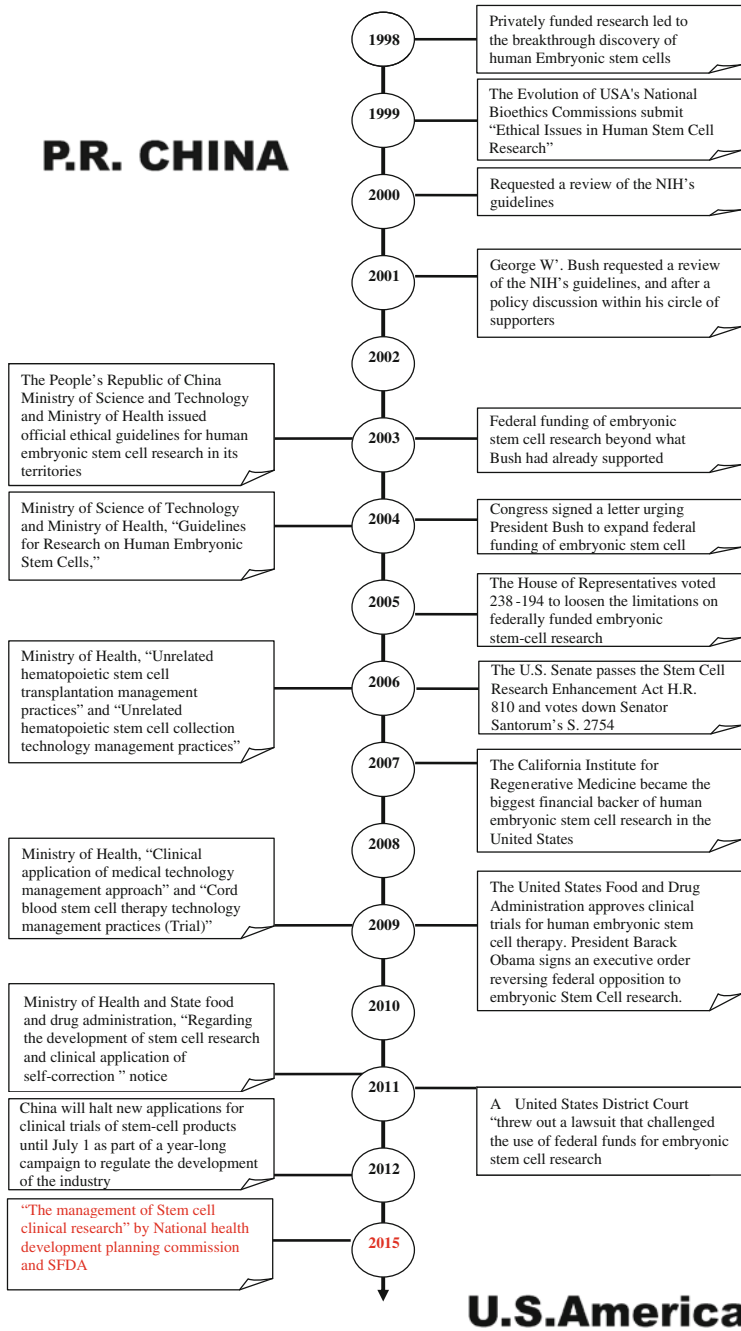 1998
Privately funded research led to
the breakthrough discovery of
human Embryonic stem cells
1999
The Evolution of USA's National
Bioethics Commissions submit
“Ethical Issues in Human Stem Cell
Research”
P.R. CHINA
2000
Requested a review of the NIH’s
guidelines
2001
George W’. Bush requested a review
of the NIH’s guidelines, and after a
policy discussion within his circle of
supporters
2002
The People’s Republic of China
Ministry of Science and Technology
and Ministry of Health issued
official ethical guidelines for human
embryonic stem cell research in its
territories
2003
Federal funding of embryonic
stem cell research beyond what
Bush had already supported
Ministry of Science of Technology
and Ministry of Health, “Guidelines
for Research on Human Embryonic
Stem Cells,”
2004
Congress signed a letter urging
President Bush to expand federal
funding of embryonic stem cell
2005
The House of Representatives voted
238 -194 to loosen the limitations on
federally funded embryonic
stem-cell research
Ministry of Health, “Unrelated
hematopoietic stem cell
transplantation management
practices” and “Unrelated
hematopoietic stem cell collection
technology management practices”
2006
The U.S. Senate passes the Stem Cell
Research Enhancement Act H.R.
810 and votes down Senator
Santorum’s S. 2754
2007
The California Institute for
Regenerative Medicine became the
biggest financial backer of human
embryonic stem cell research in the
United States
2008
Ministry of Health, “Clinical
application of medical technology
management approach” and “Cord
blood stem cell therapy technology
management practices (Trial)”
2009
The United States Food and Drug
Administration approves clinical
trials for human embryonic stem
cell therapy. President Barack
Obama signs an executive order
reversing federal opposition to
embryonic Stem Cell research.
2010
Ministry of Health and State food
and drug administration, “Regarding
the development of stem cell research
and clinical application of
self-correction ” notice
2011
A United States District Court
“threw out a lawsuit that challenged
the use of federal funds for embryonic
stem cell research
China will halt new applications for
clinical trials of stem-cell products
until July 1 as part of a year-long
campaign to regulate the development
of the industry
2012
“The management of Stem cell
clinical research” by National health
development planning commission
and SFDA
2015
U.S.America